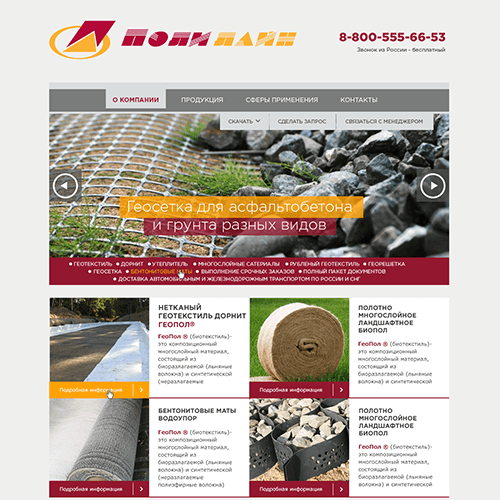 ПОЛИЛАЙН
8-800-555-66-53
Звонок из России - бесплатный
О КОМПАНИИ ПРОДУКЦИЯ СФЕРЫ ПРИМЕНЕНИЯ КОНТАКТЫ
СКАЧАТЬ СДЕЛАТЬ ЗАПРОС СВЯЗАТЬСЯ С МЕНЕДЖЕРОМ
Геосетка для асфальтобетона
и грунта разных видов
• ГЕОТЕКСТИЛЬ • ДОРНИТ • УТЕПЛИТЕЛЬ • МНОГОСЛОЙНЫЕ САТЕРИАЛЫ • РУБЛЕНЫЙ ГЕОТЕКСТИЛЬ • ГЕОРЕШЕТКА
• ГЕОСЕТКА • БЕНТОНИТОВЫЕ МАТЫ • ВЫПОЛНЕНИЕ СРОЧНЫХ ЗАКАЗОВ • ПОЛНЫЙ ПАКЕТ ДОКУМЕНТОВ
• ДОСТАВКА АВТОМОБИЛЬНЫМ И ЖЕЛЕЗНОДОРОЖНЫМ ТРАНСПОРТОМ ПО РОССИИ И СНГ
НЕТКАНЫЙ
ГЕОТЕКСТИЛЬ ДОРНИТ
ГЕОПОЛ®
ГеоПол ® (биотекстиль)-
это композиционный
многослойный материал,
состоящий из
биоразлагаемой (льняные
волокна) и синтетической
(неразлагаемые
Подробная информация
ПОЛОТНО
МНОГОСЛОЙНОЕ
ЛАНДШАФТНОЕ
БИОПОЛ
ГеоПол ® (биотекстиль)-
это композиционный
многослойный материал,
состоящий из
биоразлагаемой (льняные
волокна) и синтетической
Подробная информация
БЕНТОНИТОВЫЕ МАТЫ
ВОДОУПОР
ГеоПол ® (биотекстиль)-
это композиционный
многослойный материал,
состоящий из
биоразлагаемой (льняные
волокна) и синтетической
(неразлагаемые
полиэфирные волокна)
Подробная информация
ПОЛОТНО
МНОГОСЛОЙНОЕ
ЛАНДШАФТНОЕ
БИОПОЛ
ГеоПол ® (биотекстиль)-
это композиционный
многослойный материал,
состоящий из
биоразлагаемой (льняные
волокна) и синтетической
Подробная информация